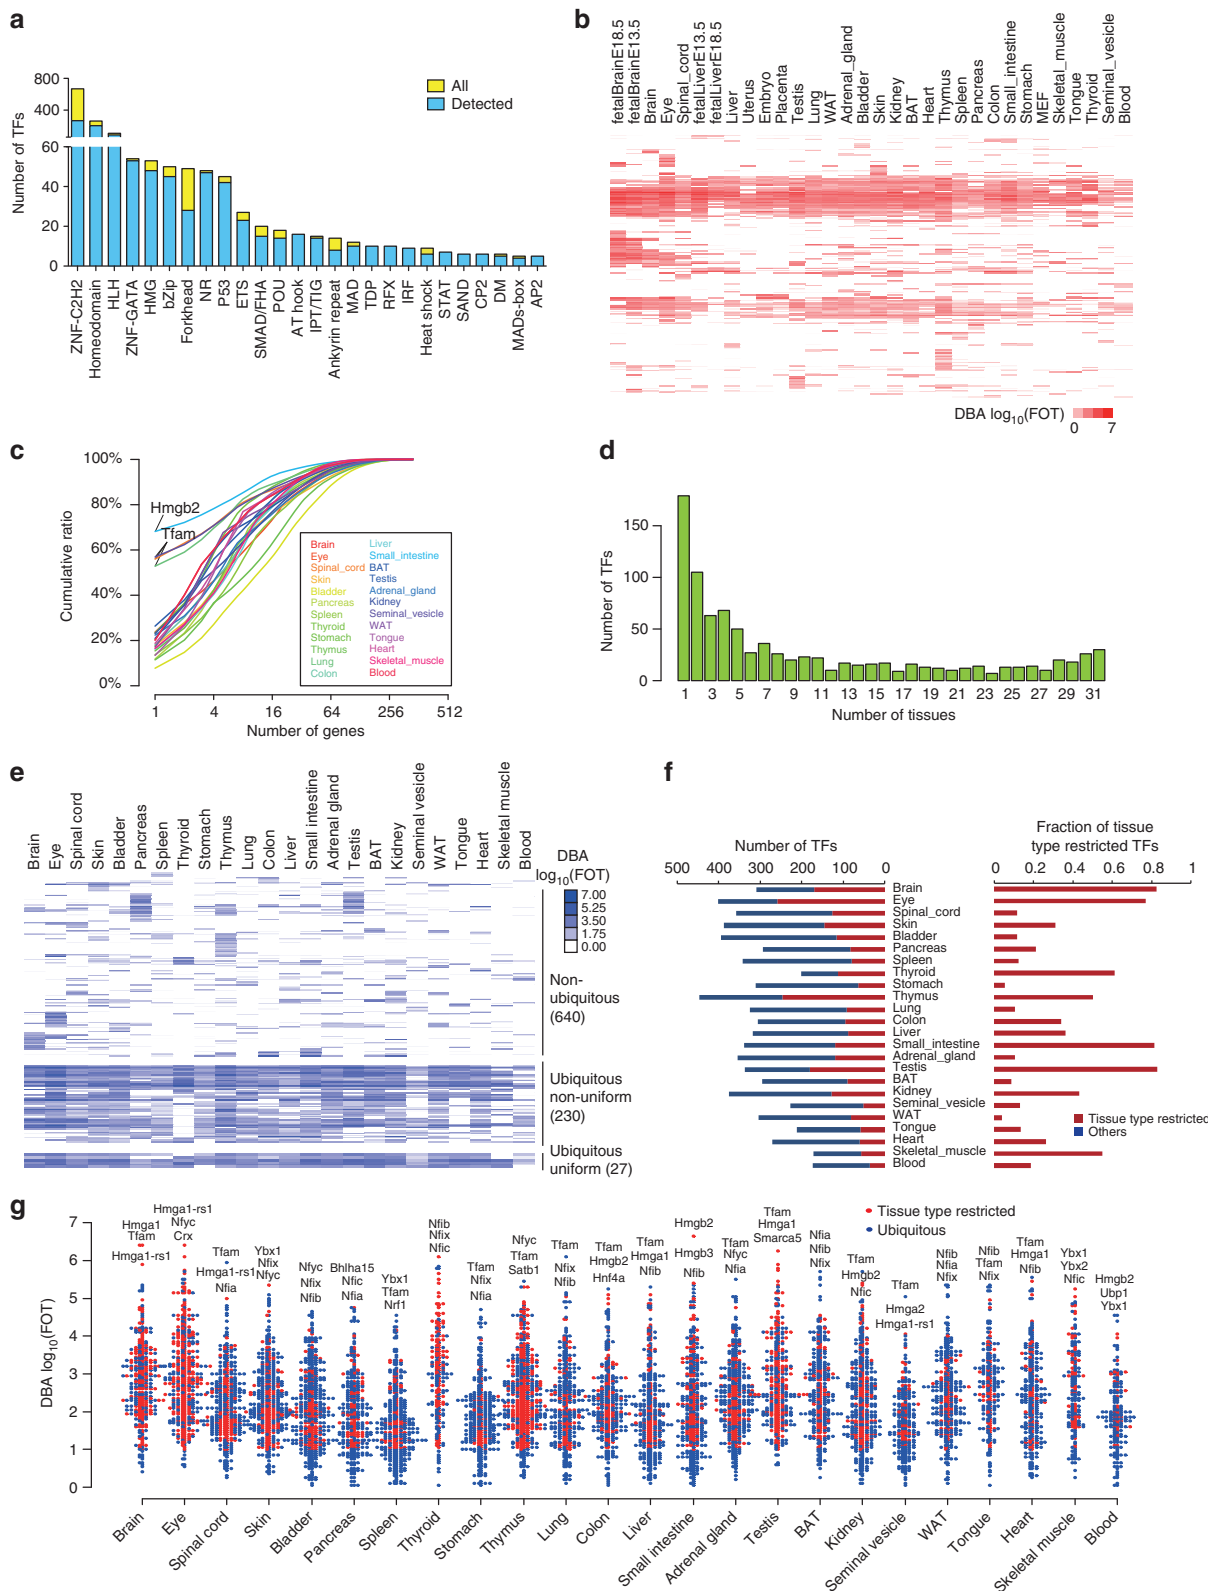 a
Number of TFs
800
400
60
40
20
0
All
Detected
ZNF-C2H2
Homeodomain
HLH
ZNF-GATA
HMG
bZip
Forkhead
NR
P53
ETS
SMAD/FHA
POU
AT hook
IPT/TIG
Ankyrin repeat
MAD
TDP
RFX
IRF
Heat shock
STAT
SAND
CP2
DM
MADs-box
AP2
b
fetalBrainE18.5
fetalBrainE13.5
Brain
Eye
Spinal_cord
fetalLiverE13.5
fetalLiverE18.5
Liver
Uterus
Embryo
Placenta
Testis
Lung
WAT
Adrenal_gland
Bladder
Skin
Kidney
BAT
Heart
Thymus
Spleen
Pancreas
Colon
Small_intestine
Stomach
MEF
Skeletal_muscle
Tongue
Thyroid
Seminal_vesicle
Blood
DBA log10(FOT)
0 7
c
Cumulative ratio
100%
80%
60%
40%
20%
0%
Hmgb2
Tfam
Brain
Eye
Spinal_cord
Skin
Bladder
Pancreas
Spleen
Thyroid
Stomach
Thymus
Lung
Colon
Liver
Small_intestine
BAT
Testis
Adrenal_gland
Kidney
Seminal_vesicle
WAT
Tongue
Heart
Skeletal_muscle
Blood
1 4 16 64 256 512
Number of genes
d
Number of TFs
150
100
50
0
1 3 5 7 9 11 13 15 17 19 21 23 25 27 29 31
Number of tissues
e
Brain
Eye
Spinal cord
Skin
Bladder
Pancreas
Spleen
Thyroid
Stomach
Thymus
Lung
Colon
Liver
Small intestine
Adrenal gland
Testis
BAT
Kidney
Seminal vesicle
WAT
Tongue
Heart
Skeletal muscle
Blood
DBA
log10(FOT)
7.00
5.25
3.50
1.75
0.00
Non-
ubiquitous
(640)
Ubiquitous
non-uniform
(230)
Ubiquitous
uniform (27)
f
Number of TFs
500 400 300 200 100 0
Fraction of tissue
type restricted TFs
0 0.2 0.4 0.6 0.8 1
Brain
Eye
Spinal_cord
Skin
Bladder
Pancreas
Spleen
Thyroid
Stomach
Thymus
Lung
Colon
Liver
Small_intestine
Adrenal_gland
Testis
BAT
Kidney
Seminal_vesicle
WAT
Tongue
Heart
Skeletal_muscle
Blood
Tissue type restricted
Others
g
DBA log10(FOT)
7
6
5
4
3
2
1
0
Tissue type restricted
Ubiquitous
Hmga1
Tfam
Hmga1-rs1
Hmga1-rs1
Nfyc
Crx
Tfam
Hmga1-rs1
Nfia
Ybx1
Nfix
Nfyc
Nfyc
Nfix
Nfib
Bhlha15
Nfic
Nfia
Ybx1
Tfam
Nrf1
Nfib
Nfix
Nfic
Tfam
Nfix
Nfia
Nfyc
Tfam
Satb1
Tfam
Nfix
Nfib
Tfam
Hmgb2
Hnf4a
Tfam
Hmga1
Nfib
Hmgb2
Hmgb3
Nfib
Tfam
Nfyc
Nfia
Tfam
Hmga1
Smarca5
Nfia
Nfib
Nfix
Tfam
Hmgb2
Nfic
Tfam
Hmga2
Hmga1-rs1
Nfib
Nfia
Nfix
Nfib
Tfam
Nfix
Tfam
Hmga1
Nfib
Ybx1
Ybx2
Nfic
Hmgb2
Ubp1
Ybx1
Brain
Eye
Spinal cord
Skin
Bladder
Pancreas
Spleen
Thyroid
Stomach
Thymus
Lung
Colon
Liver
Small intestine
Adrenal gland
Testis
BAT
Kidney
Seminal vesicle
WAT
Tongue
Heart
Skeletal muscle
Blood